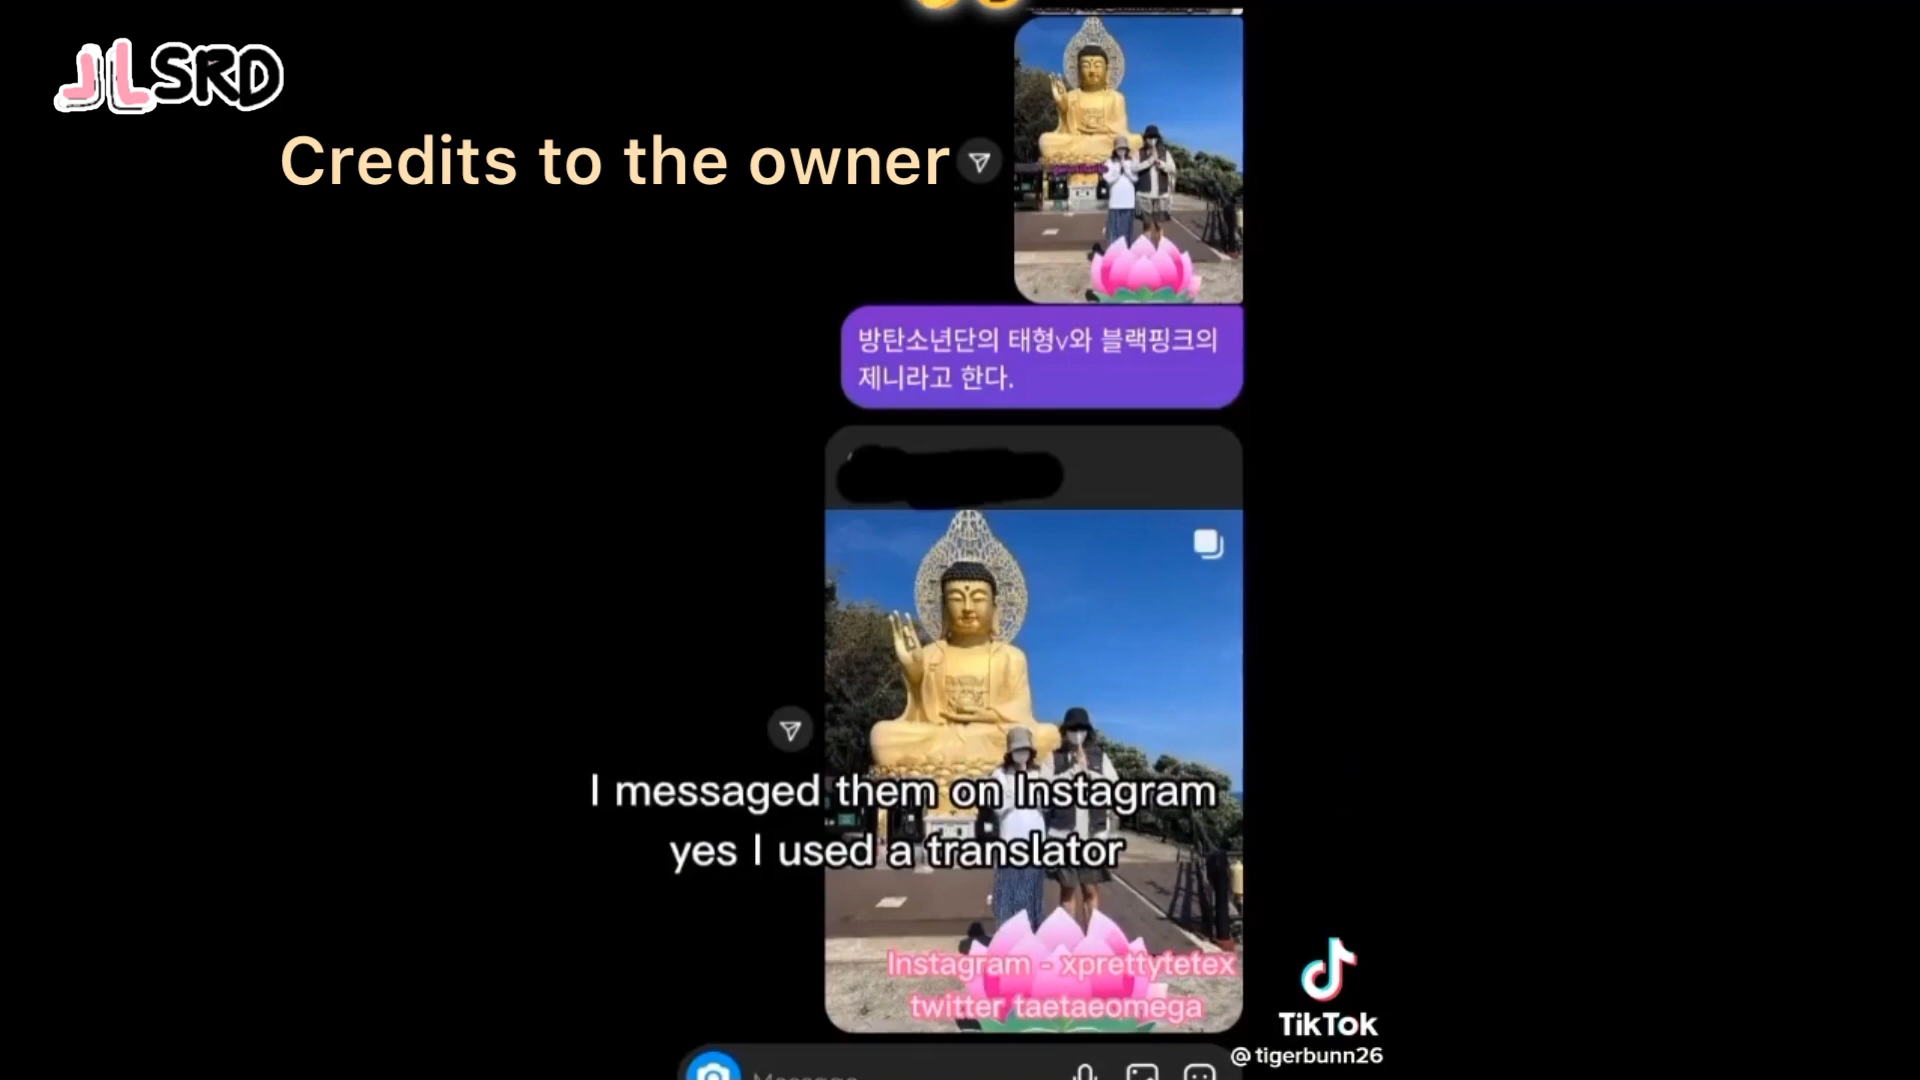 JLSRD
Credits to the owner
방탄소년단의 태형v와 블랙핑크의
제니라고 한다.
I messaged them on Instagram
yes I used a translator
Instagram - xprettytetex
twitter taetaeomega
TikTok
@tigerbunn26
Message